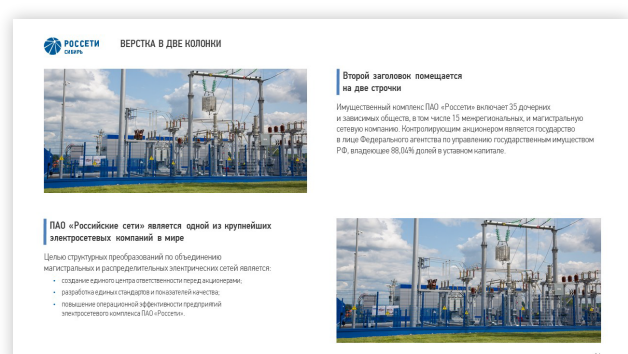 РОССЕТИ
СИБИРЬ
ВЕРСТКА В ДВЕ КОЛОНКИ
Второй заголовок помещается
на две строчки
Имущественный комплекс ПАО «Россети» включает 35 дочерних
и зависимых обществ, в том числе 15 межрегиональных, и магистральную
сетевую компанию. Контролирующим акционером является государство
в лице Федерального агентства по управлению государственным имуществом
РФ, владеющее 88,04% долей в уставном капитале.
ПАО «Российские сети» является одной из крупнейших
электросетевых компаний в мире
Целью структурных преобразований по объединению
магистральных и распределительных электрических сетей является:
• создание единого центра ответственности перед акционерами;
• разработка единых стандартов и показателей качества;
• повышение операционной эффективности предприятий
электросетевого комплекса ПАО «Россети».